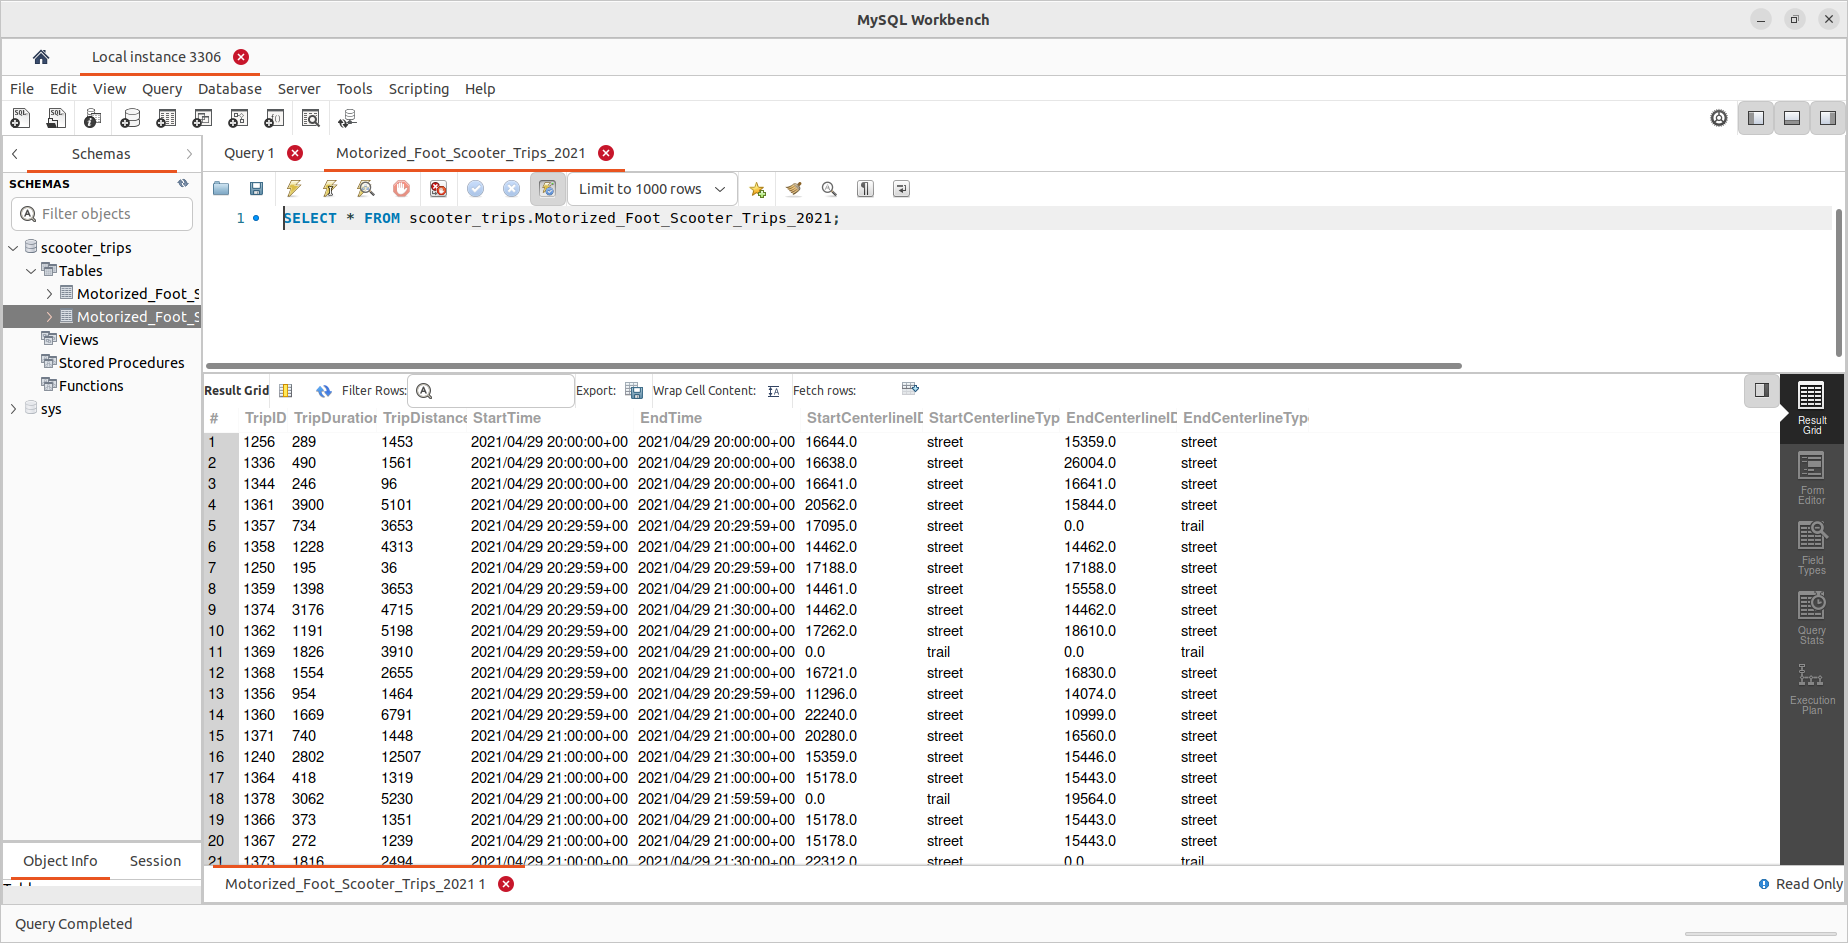 MySQL Workbench
Local instance 3306
File Edit View Query Database Server Tools Scripting Help
Schemas
Query 1
Motorized_Foot_Scooter_Trips_2021
SCHEMAS
Filter objects
scooter_trips
Tables
Motorized_Foot_S
Motorized_Foot_S
Views
Stored Procedures
Functions
sys
Limit to 1000 rows
1 SELECT * FROM scooter_trips.Motorized_Foot_Scooter_Trips_2021;
Result Grid Filter Rows: Export: Wrap Cell Content: Fetch rows:
# TripID TripDuration TripDistance StartTime EndTime StartCenterlineID StartCenterlineType EndCenterlineID EndCenterlineType
1 1256 289 1453 2021/04/29 20:00:00+00 2021/04/29 20:00:00+00 16644.0 street 15359.0 street
2 1336 490 1561 2021/04/29 20:00:00+00 2021/04/29 20:00:00+00 16638.0 street 26004.0 street
3 1344 246 96 2021/04/29 20:00:00+00 2021/04/29 20:00:00+00 16641.0 street 16641.0 street
4 1361 3900 5101 2021/04/29 20:00:00+00 2021/04/29 21:00:00+00 20562.0 street 15844.0 street
5 1357 734 3653 2021/04/29 20:29:59+00 2021/04/29 20:29:59+00 17095.0 street 0.0 trail
6 1358 1228 4313 2021/04/29 20:29:59+00 2021/04/29 21:00:00+00 14462.0 street 14462.0 street
7 1250 195 36 2021/04/29 20:29:59+00 2021/04/29 20:29:59+00 17188.0 street 17188.0 street
8 1359 1398 3653 2021/04/29 20:29:59+00 2021/04/29 21:00:00+00 14461.0 street 15558.0 street
9 1374 3176 4715 2021/04/29 20:29:59+00 2021/04/29 21:30:00+00 14462.0 street 14462.0 street
10 1362 1191 5198 2021/04/29 20:29:59+00 2021/04/29 21:00:00+00 17262.0 street 18610.0 street
11 1369 1826 3910 2021/04/29 20:29:59+00 2021/04/29 21:00:00+00 0.0 trail 0.0 trail
12 1368 1554 2655 2021/04/29 20:29:59+00 2021/04/29 21:00:00+00 16721.0 street 16830.0 street
13 1356 954 1464 2021/04/29 20:29:59+00 2021/04/29 20:29:59+00 11296.0 street 14074.0 street
14 1360 1669 6791 2021/04/29 20:29:59+00 2021/04/29 21:00:00+00 22240.0 street 10999.0 street
15 1371 740 1448 2021/04/29 21:00:00+00 2021/04/29 21:00:00+00 20280.0 street 16560.0 street
16 1240 2802 12507 2021/04/29 21:00:00+00 2021/04/29 21:30:00+00 15359.0 street 15446.0 street
17 1364 418 1319 2021/04/29 21:00:00+00 2021/04/29 21:00:00+00 15178.0 street 15443.0 street
18 1378 3062 5230 2021/04/29 21:00:00+00 2021/04/29 21:59:59+00 0.0 trail 19564.0 street
19 1366 373 1351 2021/04/29 21:00:00+00 2021/04/29 21:00:00+00 15178.0 street 15443.0 street
20 1367 272 1239 2021/04/29 21:00:00+00 2021/04/29 21:00:00+00 15178.0 street 15443.0 street
21 1373 1816 2494 2021/04/29 21:00:00+00 2021/04/29 21:30:00+00 22312.0 street 0.0 trail
Result
Grid
Form
Editor
Field
Types
Query
Stats
Execution
Plan
Object Info Session
Motorized_Foot_Scooter_Trips_2021 1
Read Only
Query Completed